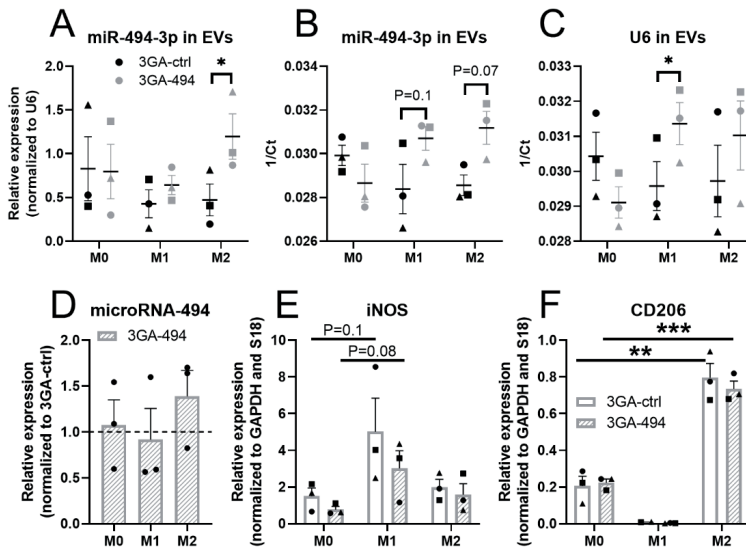 A
miR-494-3p in EVs
3GA-ctrl
3GA-494
*
Relative expression
(normalized to U6)
2.0
1.5
1.0
0.5
0.0
M0
M1
M2
B
miR-494-3p in EVs
P=0.07
P=0.1
1/Ct
0.034
0.032
0.030
0.028
0.026
M0
M1
M2
C
U6 in EVs
*
1/Ct
0.033
0.032
0.031
0.030
0.029
0.028
M0
M1
M2
D
microRNA-494
3GA-494
Relative expression
(normalized to 3GA-ctrl)
2.0
1.5
1.0
0.5
0.0
M0
M1
M2
E
iNOS
P=0.1
P=0.08
Relative expression
(normalized to GAPDH and S18)
10
8
6
4
2
0
M0
M1
M2
F
CD206
***
**
3GA-ctrl
3GA-494
Relative expression
(normalized to GAPDH and S18)
1.0
0.8
0.6
0.4
0.2
0.0
M0
M1
M2